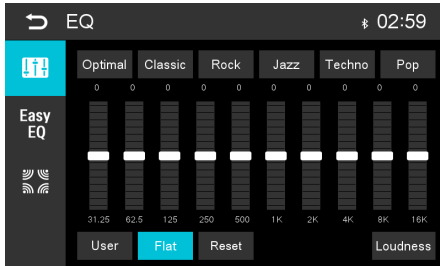 EQ 02:59
Optimal Classic Rock Jazz Techno Pop
0 0 0 0 0 0 0 0 0 0
Easy
EQ
31.25 62.5 125 250 500 1K 2K 4K 8K 16K
User Flat Reset Loudness